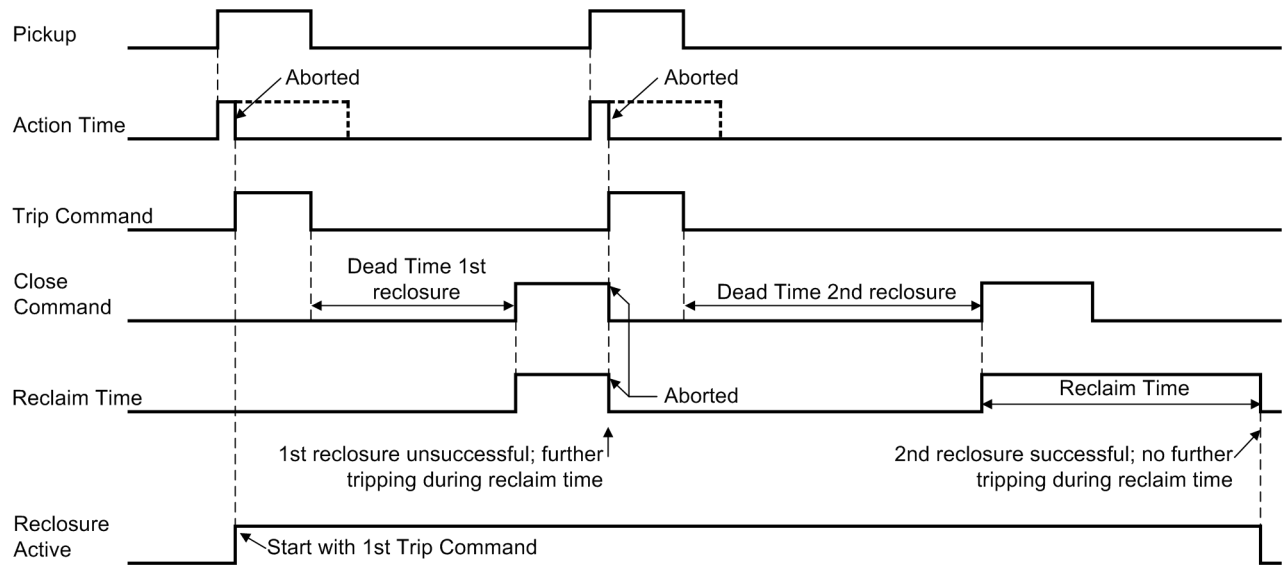 Pickup
Aborted
Aborted
Action Time
Trip Command
Close
Command
Dead Time 1st
reclosure
Dead Time 2nd reclosure
Reclaim Time
Aborted
Reclaim Time
1st reclosure unsuccessful; further
tripping during reclaim time
2nd reclosure successful; no further
tripping during reclaim time
Reclosure
Active
Start with 1st Trip Command